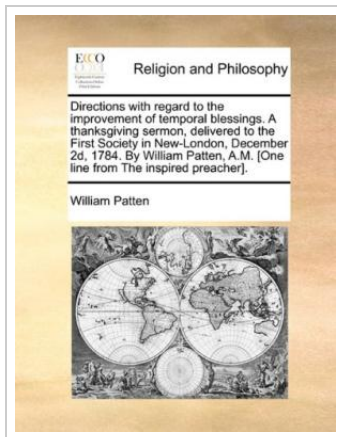 ECCO
Religion and Philosophy
Directions with regard to the
improvement of temporal blessings. A
thanksgiving sermon, delivered to the
First Society in New-London, December
2d, 1784. By William Patten, A.M. [One
line from The inspired preacher].
William Patten